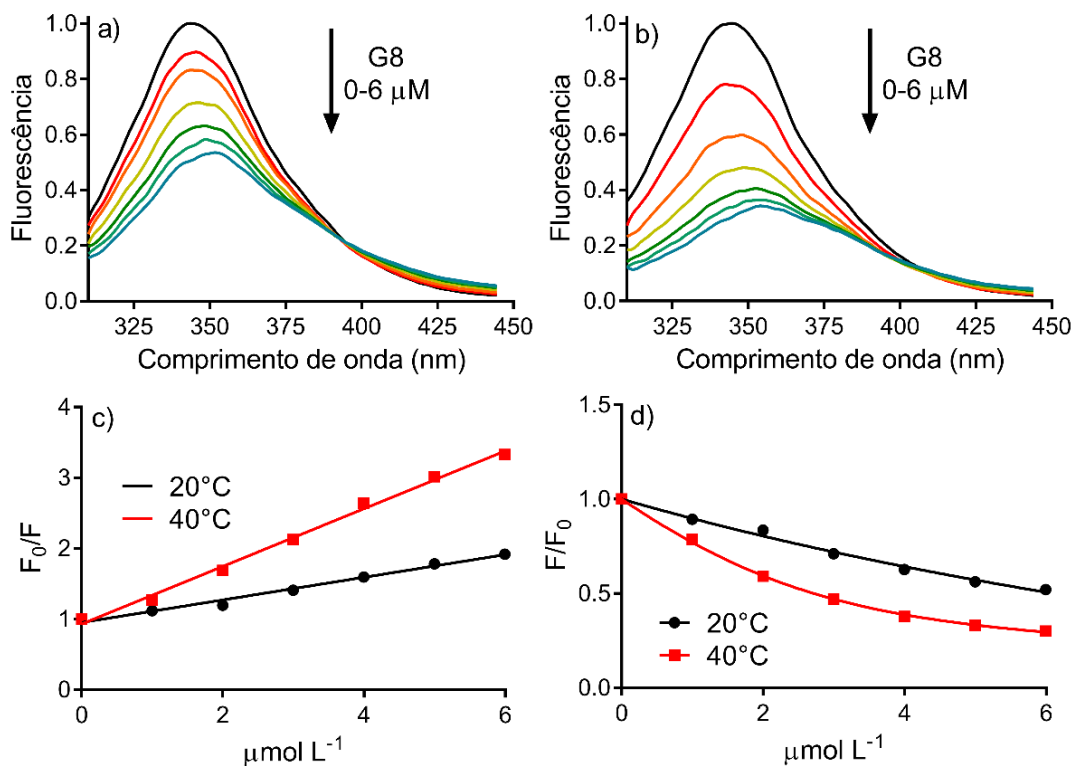 a)
G8
0-6 μM
Fluorescência
1.0
0.8
0.6
0.4
0.2
0.0
325 350 375 400 425 450
Comprimento de onda (nm)
b)
G8
0-6 μM
Fluorescência
1.0
0.8
0.6
0.4
0.2
0.0
325 350 375 400 425 450
Comprimento de onda (nm)
c)
20°C
40°C
F₀/F
4
3
2
1
0
0 2 4 6
μmol L⁻¹
d)
F/F₀
1.5
1.0
0.5
0.0
20°C
40°C
0 2 4 6
μmol L⁻¹